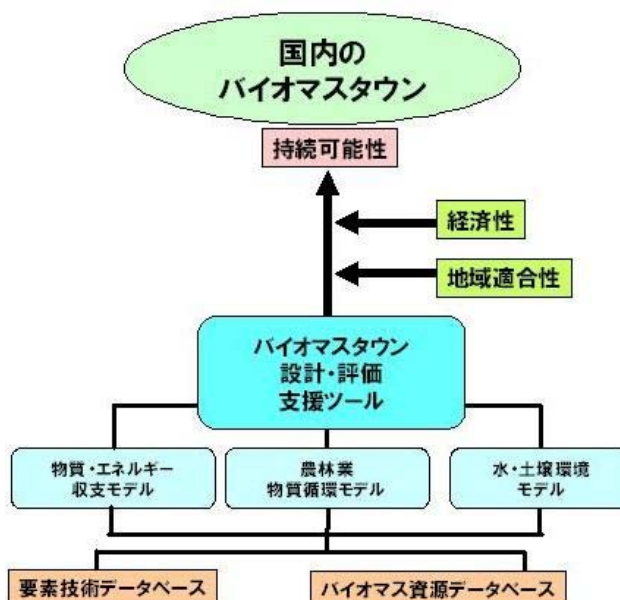 国内の
バイオマスタウン
持続可能性
経済性
地域適合性
バイオマスタウン
設計・評価
支援ツール
物質・エネルギー
収支モデル
農林業
物質循環モデル
水・土壌環境
モデル
要素技術データベース
バイオマス資源データベース